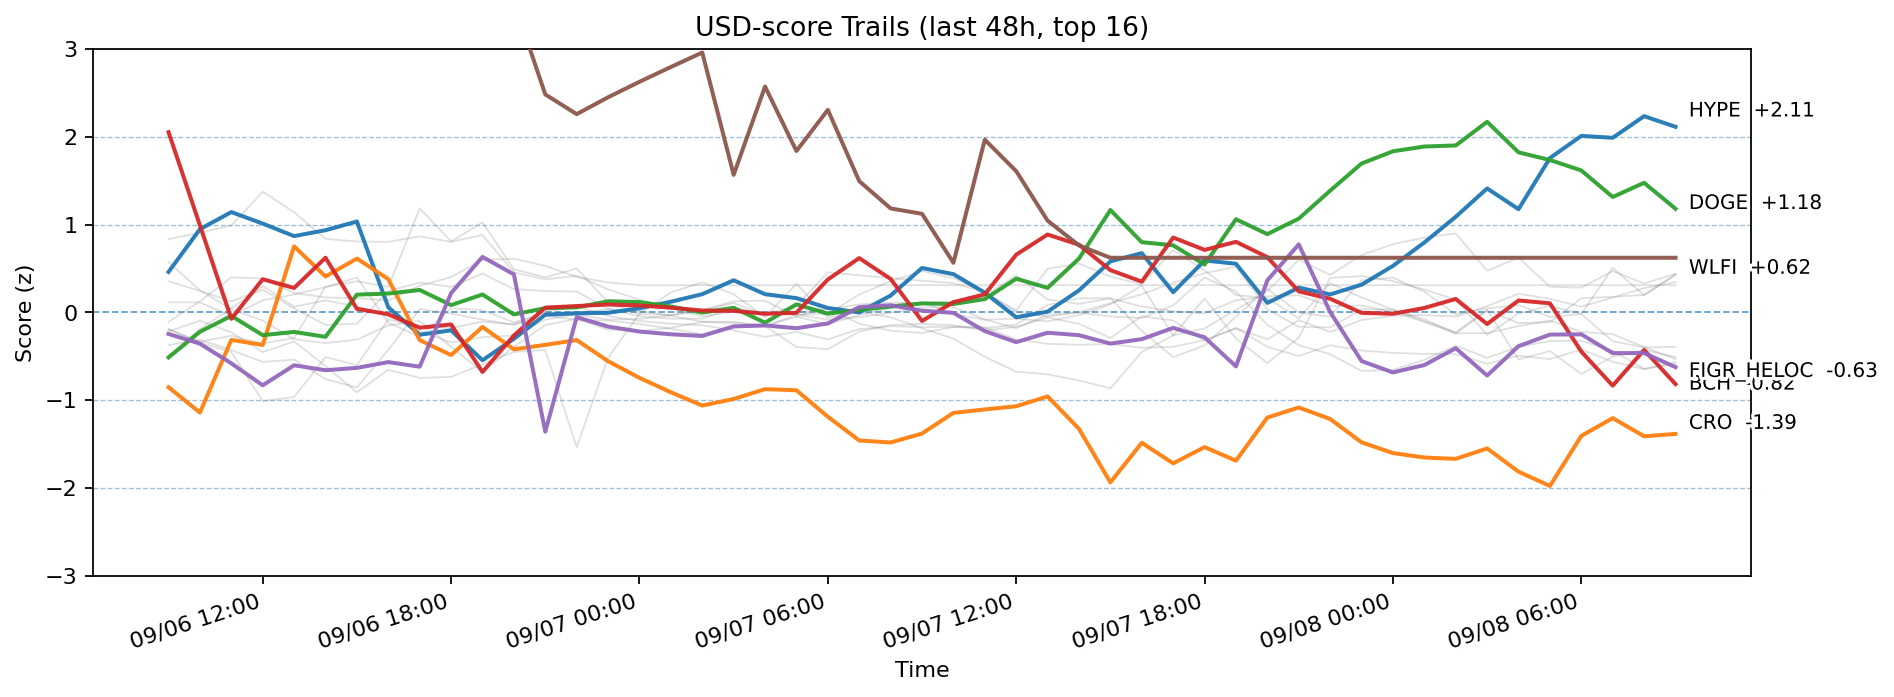 USD-score Trails (last 48h, top 16)
Score (z)
3
2
1
0
−1
−2
−3
HYPE +2.11
DOGE +1.18
WLFI +0.62
FIGR_HELOC -0.63
BCH -0.82
CRO -1.39
09/06 12:00
09/06 18:00
09/07 00:00
09/07 06:00
09/07 12:00
09/07 18:00
09/08 00:00
09/08 06:00
Time